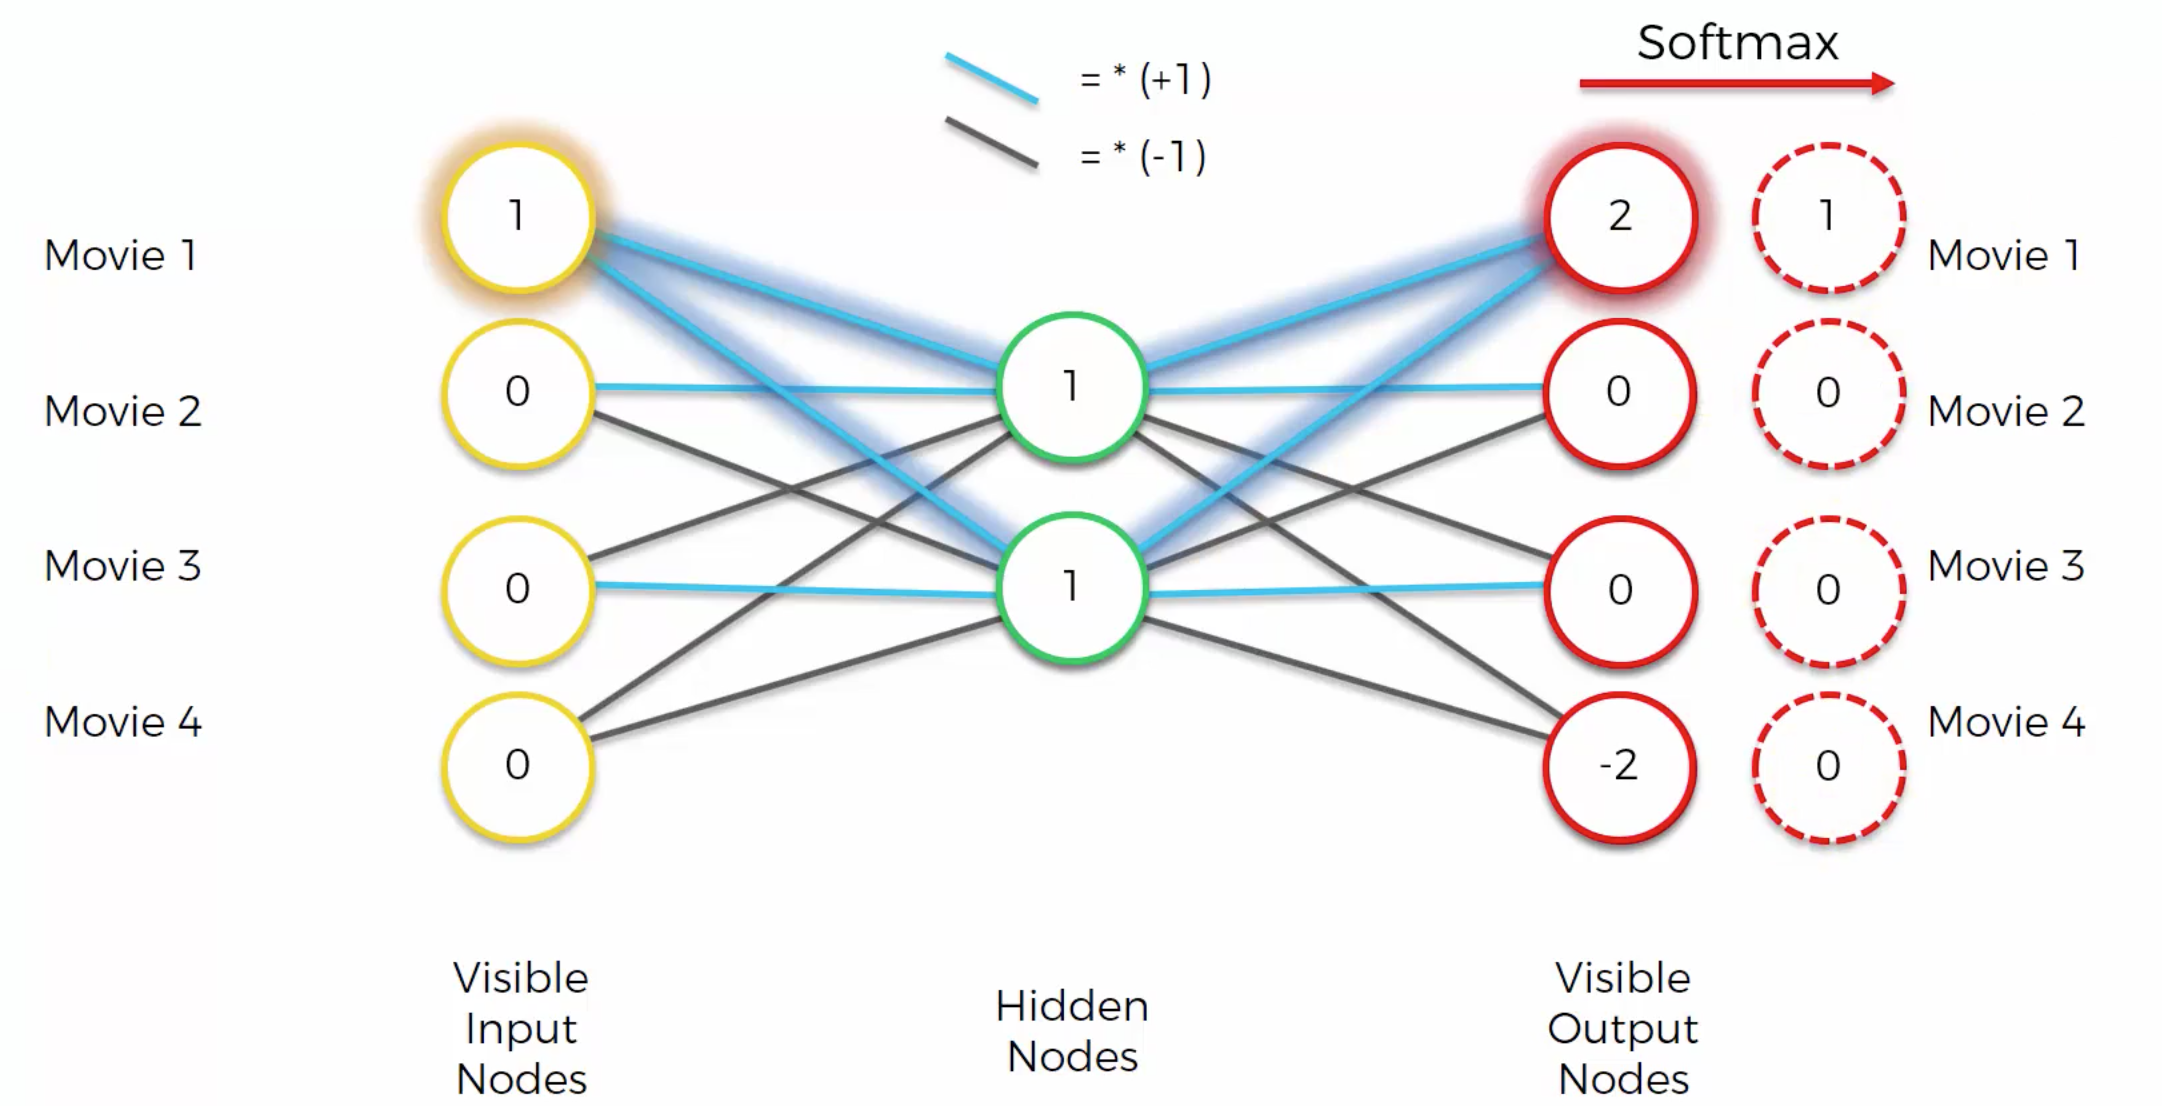 Softmax
= * (+1)
= * (-1)
Movie 1
1
2
1
Movie 1
Movie 2
0
1
0
0
Movie 2
Movie 3
0
1
0
0
Movie 3
Movie 4
0
-2
0
Movie 4
Visible
Input
Nodes
Hidden
Nodes
Visible
Output
Nodes